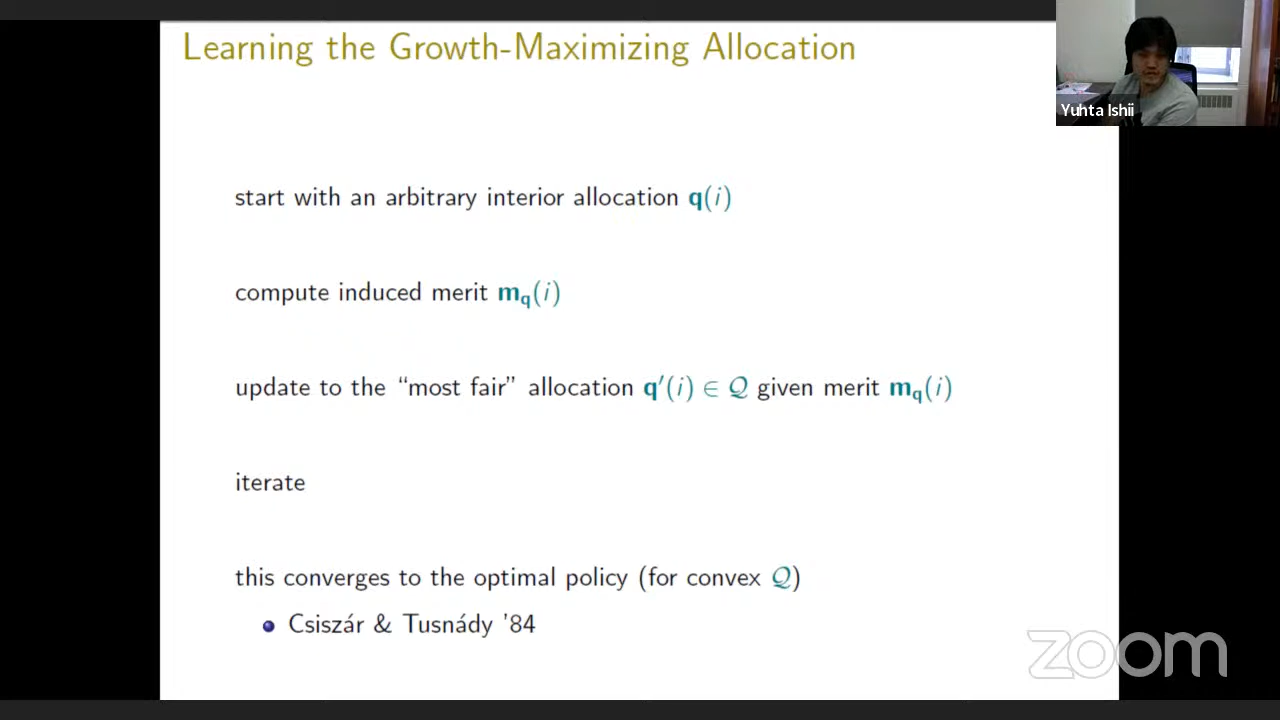 Learning the Growth-Maximizing Allocation
Yuhta Ishii
start with an arbitrary interior allocation q(i)
compute induced merit m_q(i)
update to the “most fair” allocation q′(i) ∈ 𝒬 given merit m_q(i)
iterate
this converges to the optimal policy (for convex 𝒬)
Csiszár & Tusnády ’84
zoom